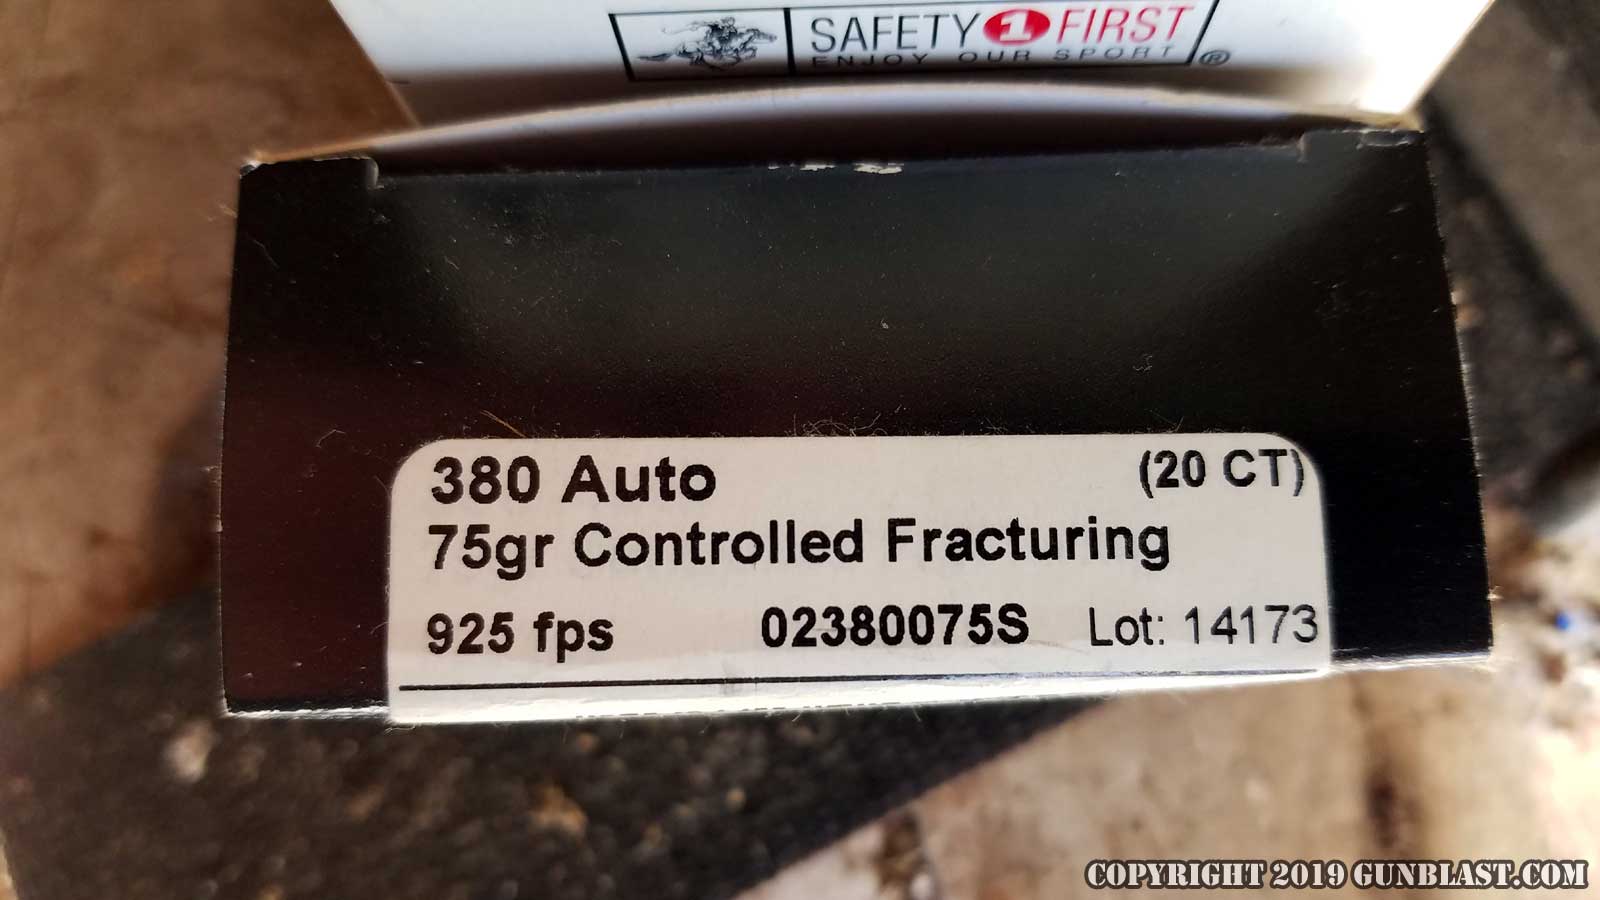 SAFETY 1 FIRST
ENJOY OUR SPORT ®
380 Auto (20 CT)
75gr Controlled Fracturing
925 fps 02380075S Lot: 14173
COPYRIGHT 2019 GUNBLAST.COM